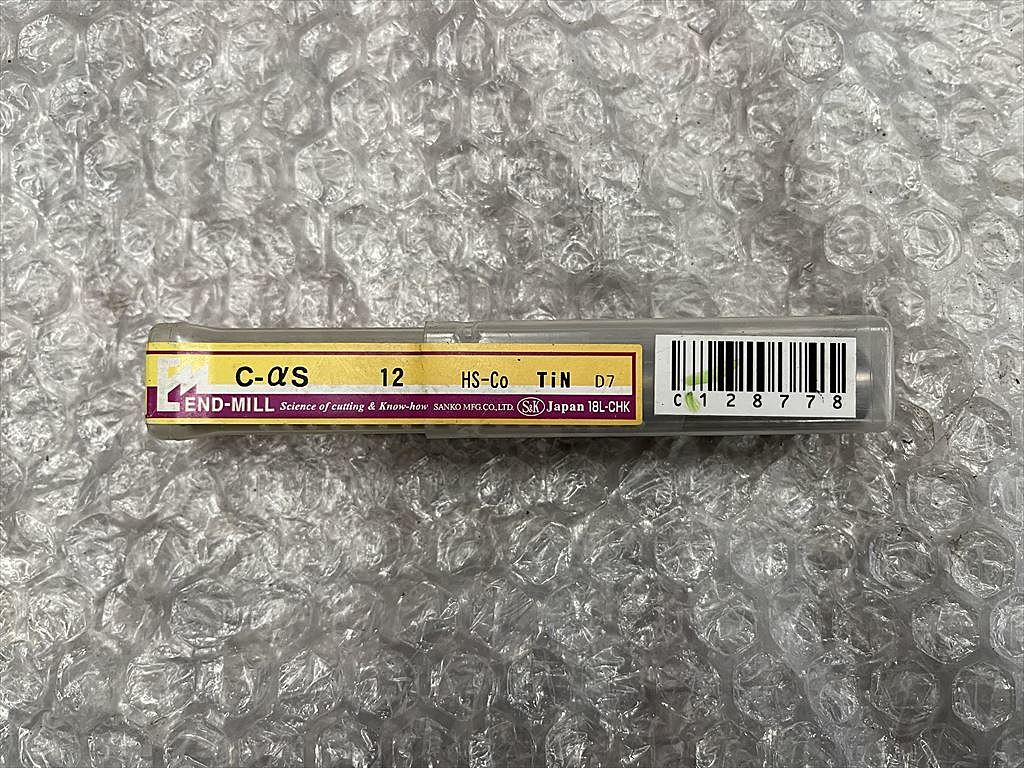 C-αS 12 HS-Co TiN D7
END-MILL Science of cutting & Know-how SANKO MFG.CO.,LTD. S&K Japan 18L-CHK
C128778